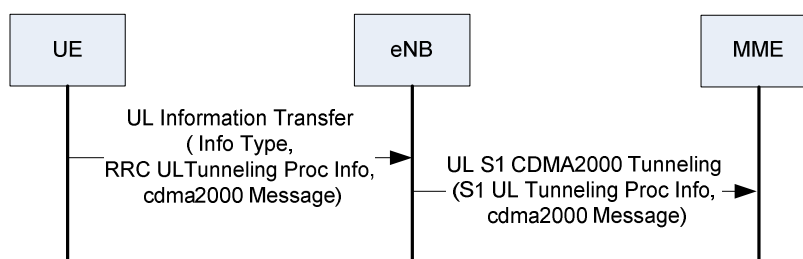 UE
eNB
MME
UL Information Transfer
( Info Type,
RRC ULTunneling Proc Info,
cdma2000 Message)
UL S1 CDMA2000 Tunneling
(S1 UL Tunneling Proc Info,
cdma2000 Message)